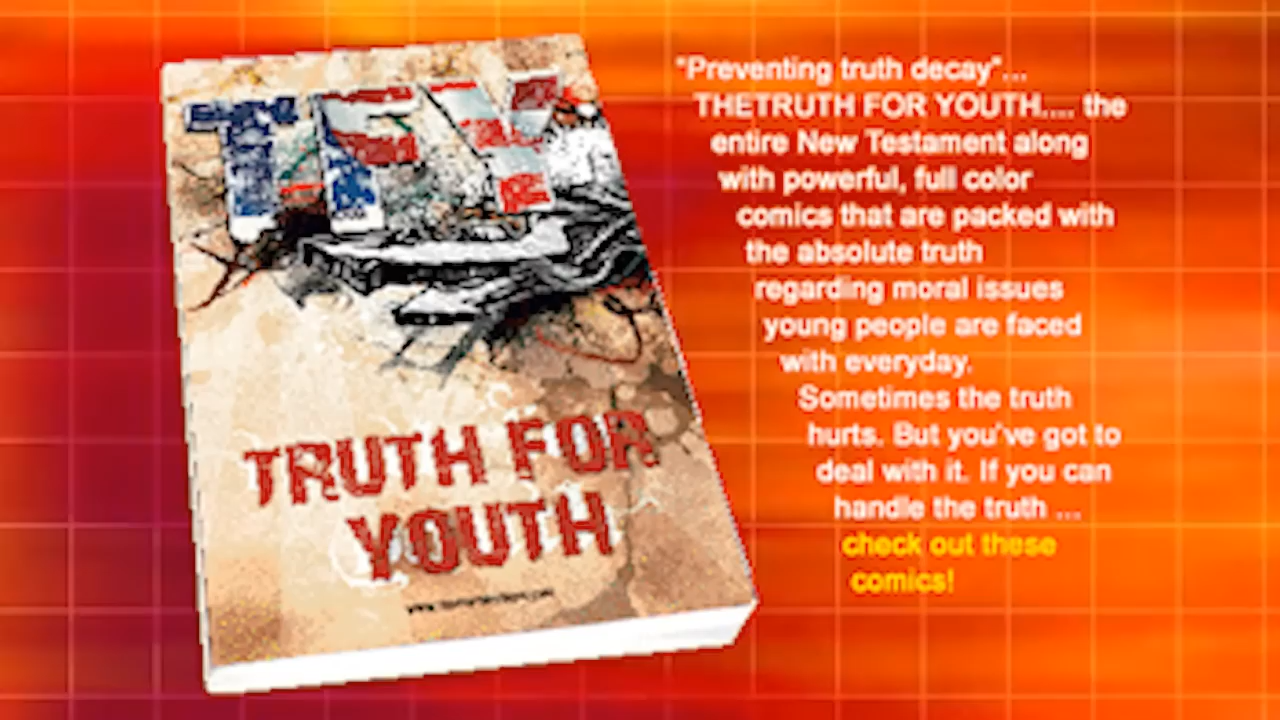 TFY
TRUTH FOR
YOUTH
"Preventing truth decay"...
THETRUTH FOR YOUTH.... the
entire New Testament along
with powerful, full color
comics that are packed with
the absolute truth
regarding moral issues
young people are faced
with everyday.
Sometimes the truth
hurts. But you've got to
deal with it. If you can
handle the truth ...
check out these
comics!